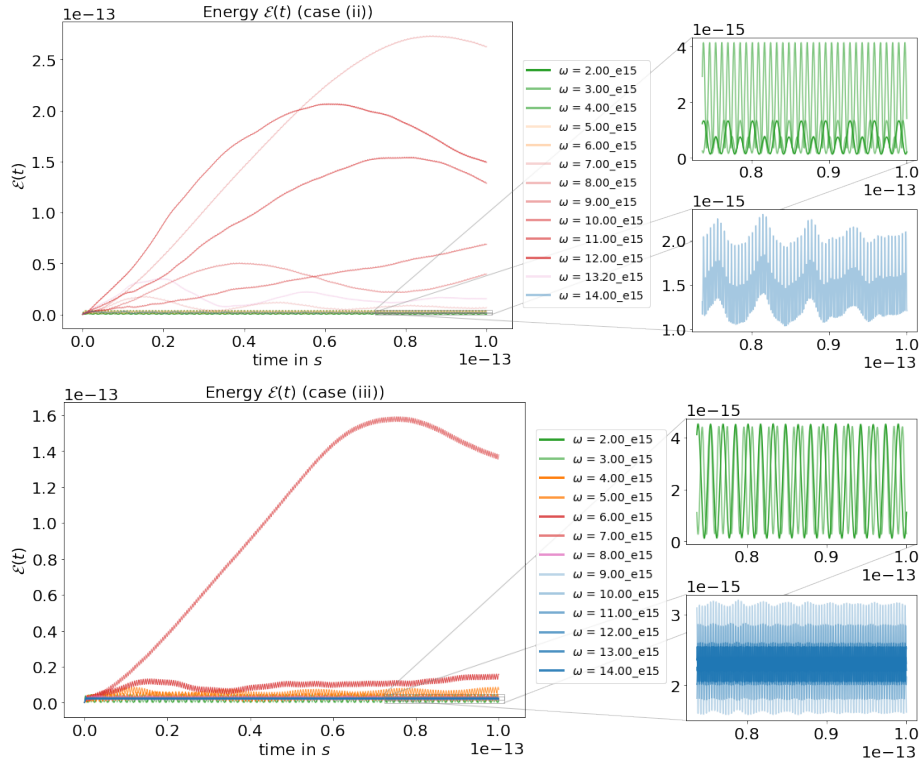 Energy ℰ(t) (case (ii))
1e−13
2.5
2.0
1.5
1.0
0.5
0.0
ℰ(t)
0.0 0.2 0.4 0.6 0.8 1.0
1e−13
time in s
ω = 2.00_e15
ω = 3.00_e15
ω = 4.00_e15
ω = 5.00_e15
ω = 6.00_e15
ω = 7.00_e15
ω = 8.00_e15
ω = 9.00_e15
ω = 10.00_e15
ω = 11.00_e15
ω = 12.00_e15
ω = 13.20_e15
ω = 14.00_e15
1e−15
4
2
0
0.8 0.9 1.0
1e−13
1e−15
2.0
1.5
1.0
0.8 0.9 1.0
1e−13
Energy ℰ(t) (case (iii))
1e−13
1.6
1.4
1.2
1.0
0.8
0.6
0.4
0.2
0.0
ℰ(t)
0.0 0.2 0.4 0.6 0.8 1.0
1e−13
time in s
ω = 2.00_e15
ω = 3.00_e15
ω = 4.00_e15
ω = 5.00_e15
ω = 6.00_e15
ω = 7.00_e15
ω = 8.00_e15
ω = 9.00_e15
ω = 10.00_e15
ω = 11.00_e15
ω = 12.00_e15
ω = 13.00_e15
ω = 14.00_e15
1e−15
4
2
0
0.8 0.9 1.0
1e−13
1e−15
3
2
0.8 0.9 1.0
1e−13